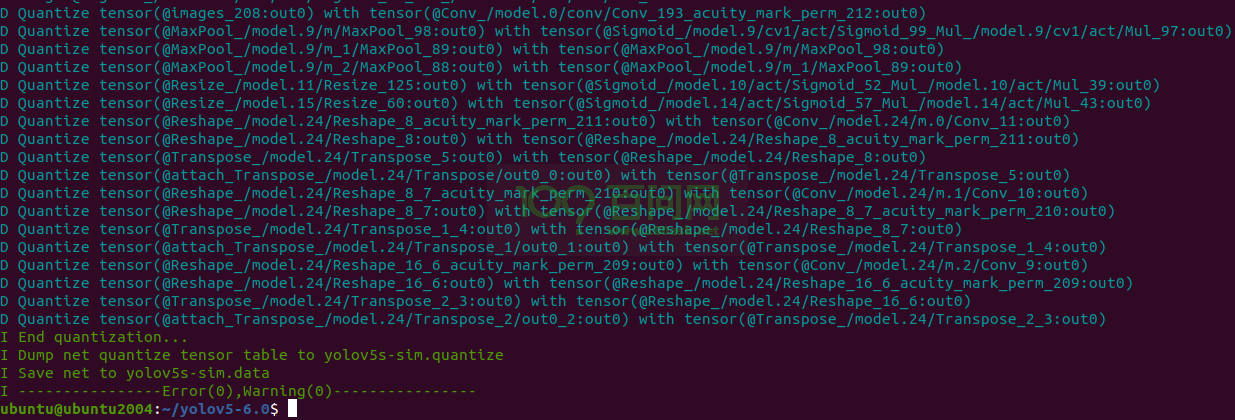 D Quantize tensor(@images_208:out0) with tensor(@Conv_/model.0/conv/Conv_193_acuity_mark_perm_212:out0)
D Quantize tensor(@MaxPool_/model.9/m/MaxPool_98:out0) with tensor(@Sigmoid_/model.9/cv1/act/Sigmoid_99_Mul_/model.9/cv1/act/Mul_97:out0)
D Quantize tensor(@MaxPool_/model.9/m_1/MaxPool_89:out0) with tensor(@MaxPool_/model.9/m/MaxPool_98:out0)
D Quantize tensor(@MaxPool_/model.9/m_2/MaxPool_88:out0) with tensor(@MaxPool_/model.9/m_1/MaxPool_89:out0)
D Quantize tensor(@Resize_/model.11/Resize_125:out0) with tensor(@Sigmoid_/model.10/act/Sigmoid_52_Mul_/model.10/act/Mul_39:out0)
D Quantize tensor(@Resize_/model.15/Resize_60:out0) with tensor(@Sigmoid_/model.14/act/Sigmoid_57_Mul_/model.14/act/Mul_43:out0)
D Quantize tensor(@Reshape_/model.24/Reshape_8_acuity_mark_perm_211:out0) with tensor(@Conv_/model.24/m.0/Conv_11:out0)
D Quantize tensor(@Reshape_/model.24/Reshape_8:out0) with tensor(@Reshape_/model.24/Reshape_8_acuity_mark_perm_211:out0)
D Quantize tensor(@Transpose_/model.24/Transpose_5:out0) with tensor(@Reshape_/model.24/Reshape_8:out0)
D Quantize tensor(@attach_Transpose_/model.24/Transpose/out0_0:out0) with tensor(@Transpose_/model.24/Transpose_5:out0)
D Quantize tensor(@Reshape_/model.24/Reshape_8_7_acuity_mark_perm_210:out0) with tensor(@Conv_/model.24/m.1/Conv_10:out0)
D Quantize tensor(@Reshape_/model.24/Reshape_8_7:out0) with tensor(@Reshape_/model.24/Reshape_8_7_acuity_mark_perm_210:out0)
D Quantize tensor(@Transpose_/model.24/Transpose_1_4:out0) with tensor(@Reshape_/model.24/Reshape_8_7:out0)
D Quantize tensor(@attach_Transpose_/model.24/Transpose_1/out0_1:out0) with tensor(@Transpose_/model.24/Transpose_1_4:out0)
D Quantize tensor(@Reshape_/model.24/Reshape_16_6_acuity_mark_perm_209:out0) with tensor(@Conv_/model.24/m.2/Conv_9:out0)
D Quantize tensor(@Reshape_/model.24/Reshape_16_6:out0) with tensor(@Reshape_/model.24/Reshape_16_6_acuity_mark_perm_209:out0)
D Quantize tensor(@Transpose_/model.24/Transpose_2_3:out0) with tensor(@Reshape_/model.24/Reshape_16_6:out0)
D Quantize tensor(@attach_Transpose_/model.24/Transpose_2/out0_2:out0) with tensor(@Transpose_/model.24/Transpose_2_3:out0)
I End quantization...
I Dump net quantize tensor table to yolov5s-sim.quantize
I Save net to yolov5s-sim.data
I ----------------Error(0),Warning(0)----------------
ubuntu@ubuntu2004:~/yolov5-6.0$